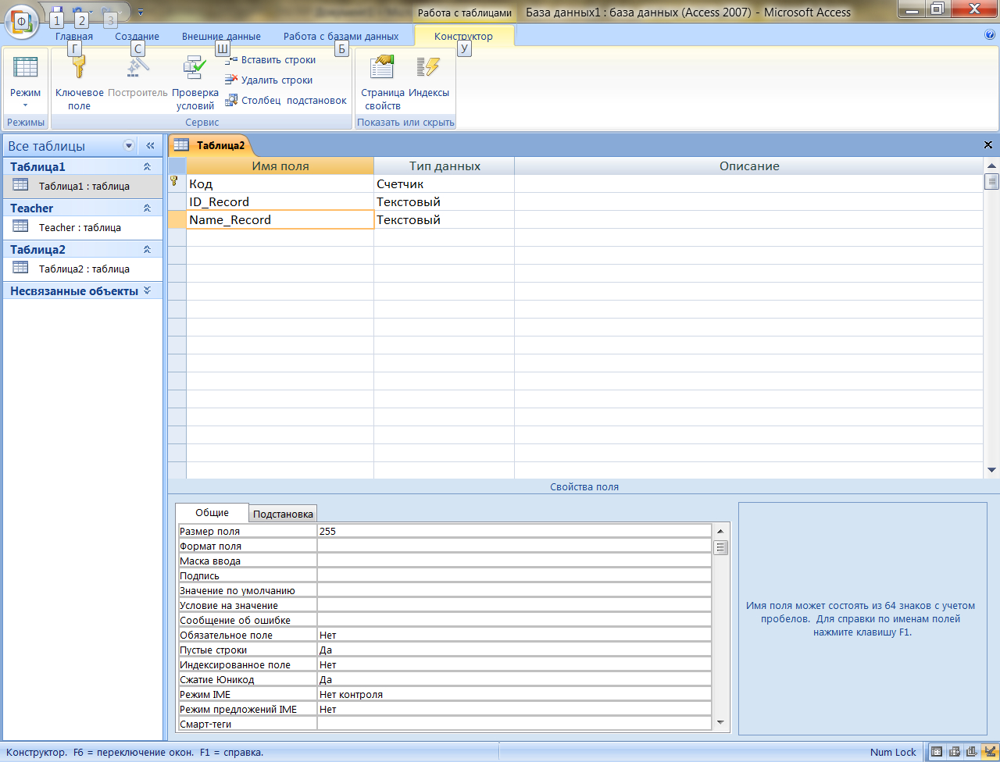 Работа с таблицами
База данных1 : база данных (Access 2007) - Microsoft Access
Ф
1
2
3
Главная
Создание
Внешние данные
Работа с базами данных
Конструктор
Г
С
Ш
Б
У
Режим
Ключевое поле
Построитель
Проверка условий
Вставить строки
Удалить строки
Столбец подстановок
Страница свойств
Индексы
Режимы
Сервис
Показать или скрыть
Все таблицы
Таблица1
Таблица1 : таблица
Teacher
Teacher : таблица
Таблица2
Таблица2 : таблица
Несвязанные объекты
Таблица2
Имя поля
Тип данных
Описание
Код
Счетчик
ID_Record
Текстовый
Name_Record
Текстовый
Свойства поля
Общие
Подстановка
Размер поля
255
Формат поля
Маска ввода
Подпись
Значение по умолчанию
Условие на значение
Сообщение об ошибке
Обязательное поле
Нет
Пустые строки
Да
Индексированное поле
Нет
Сжатие Юникод
Да
Режим IME
Нет контроля
Режим предложений IME
Нет
Смарт-теги
Имя поля может состоять из 64 знаков с учетом
пробелов. Для справки по именам полей
нажмите клавишу F1.
Конструктор. F6 = переключение окон. F1 = справка.
Num Lock